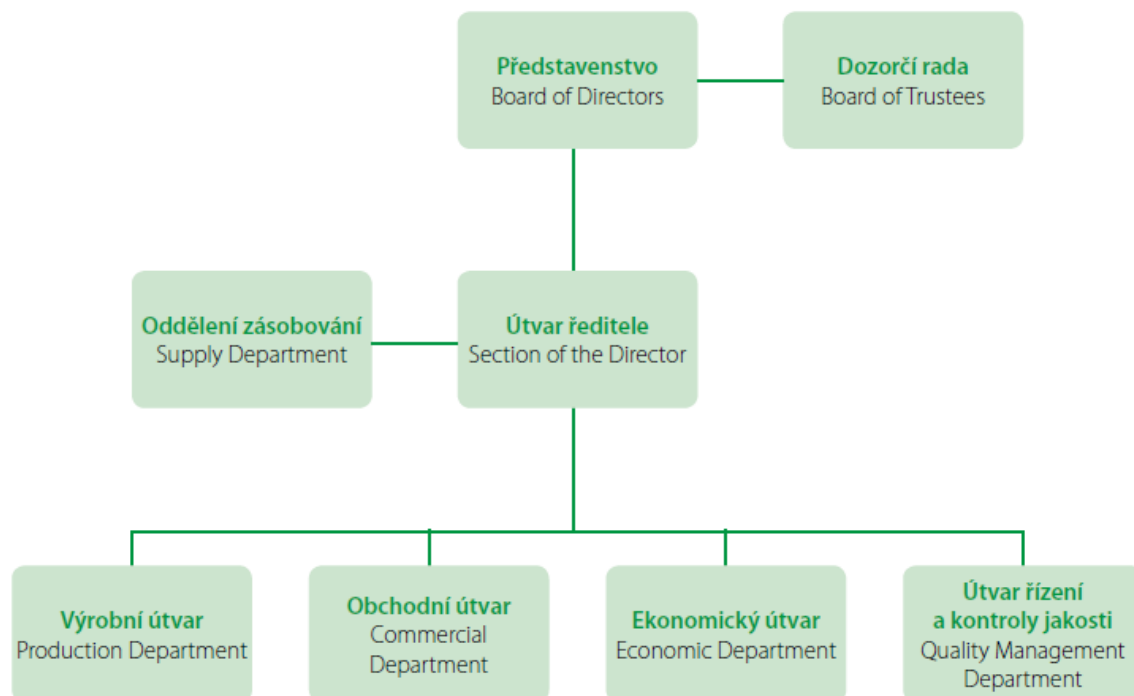 Představenstvo
Board of Directors
Dozorčí rada
Board of Trustees
Oddělení zásobování
Supply Department
Útvar ředitele
Section of the Director
Výrobní útvar
Production Department
Obchodní útvar
Commercial
Department
Ekonomický útvar
Economic Department
Útvar řízení
a kontroly jakosti
Quality Management
Department